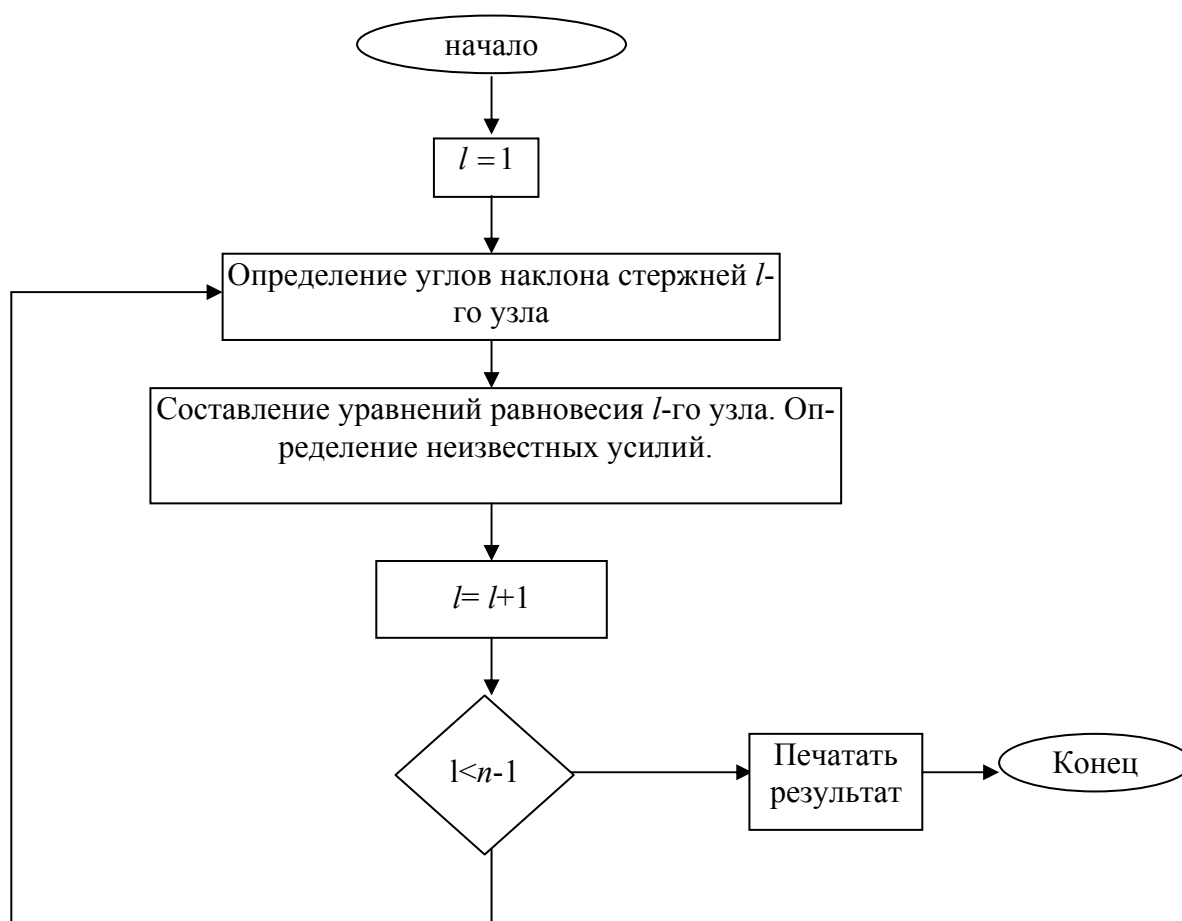 начало
l = 1
Определение углов наклона стержней l-
го узла
Составление уравнений равновесия l-го узла. Оп-
ределение неизвестных усилий.
l= l+1
l<n-1
Печатать
результат
Конец